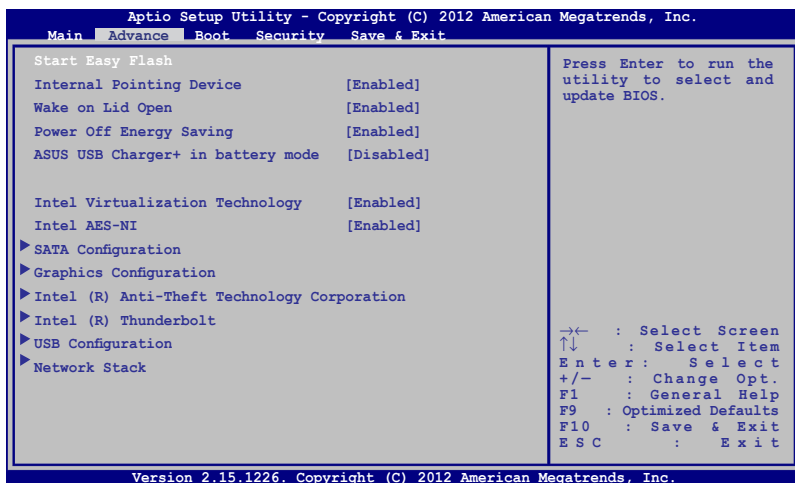 Aptio Setup Utility - Copyright (C) 2012 American Megatrends, Inc.
Main Advance Boot Security Save & Exit
Start Easy Flash
Internal Pointing Device [Enabled]
Wake on Lid Open [Enabled]
Power Off Energy Saving [Enabled]
ASUS USB Charger+ in battery mode [Disabled]
Intel Virtualization Technology [Enabled]
Intel AES-NI [Enabled]
SATA Configuration
Graphics Configuration
Intel (R) Anti-Theft Technology Corporation
Intel (R) Thunderbolt
USB Configuration
Network Stack
Press Enter to run the
utility to select and
update BIOS.
→← : Select Screen
↑↓ : Select Item
Enter: Select
+/— : Change Opt.
F1 : General Help
F9 : Optimized Defaults
F10 : Save & Exit
ESC : Exit
Version 2.15.1226. Copyright (C) 2012 American Megatrends, Inc.